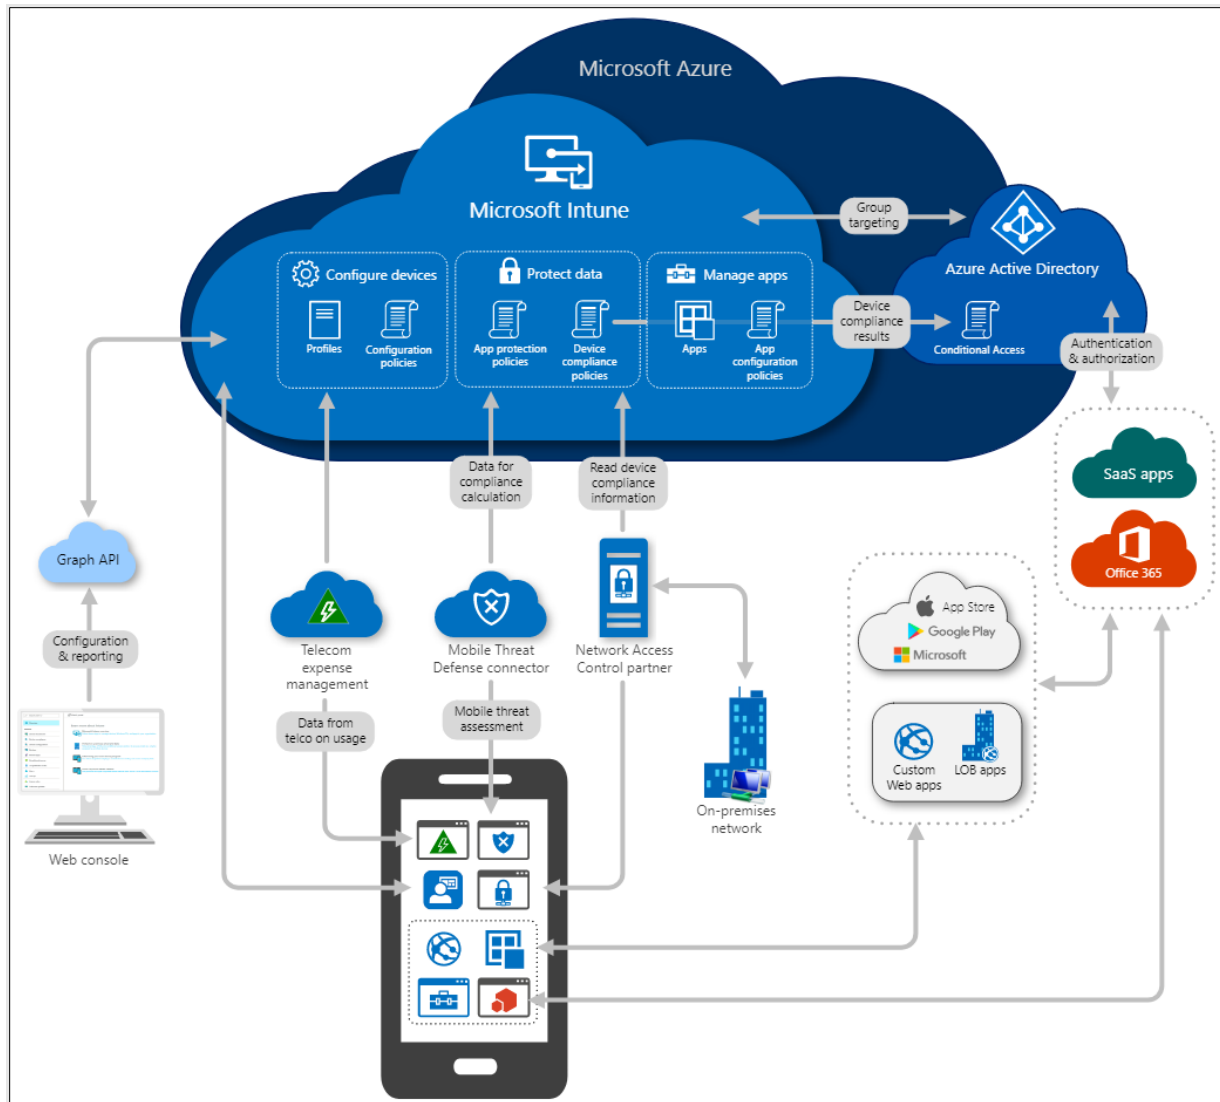 Microsoft Azure
Microsoft Intune
Group
targeting
Azure Active Directory
Configure devices
Protect data
Manage apps
Profiles
Configuration
policies
App protection
policies
Device
compliance
policies
Apps
App
configuration
policies
Device
compliance
results
Conditional Access
Authentication
& authorization
Data for
compliance
calculation
Read device
compliance
information
SaaS apps
Office 365
Graph API
Configuration
& reporting
Telecom
expense
management
Mobile Threat
Defense connector
Network Access
Control partner
App Store
Google Play
Microsoft
Data from
telco on usage
Mobile threat
assessment
Custom
Web apps
LOB apps
On-premises
network
Web console